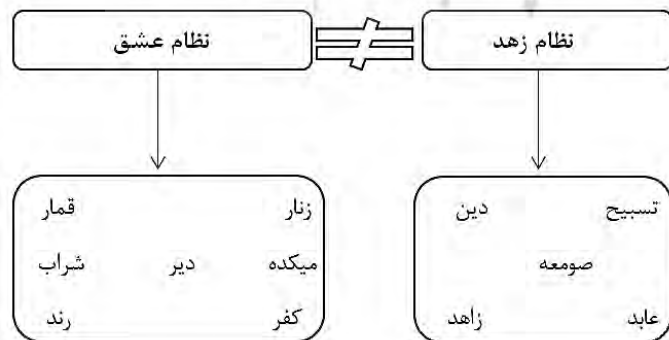 نظام زهد
نظام عشق
تسبیح دین
صومعه
عابد زاهد
زنار قمار
میکده دیر شراب
کفر رند